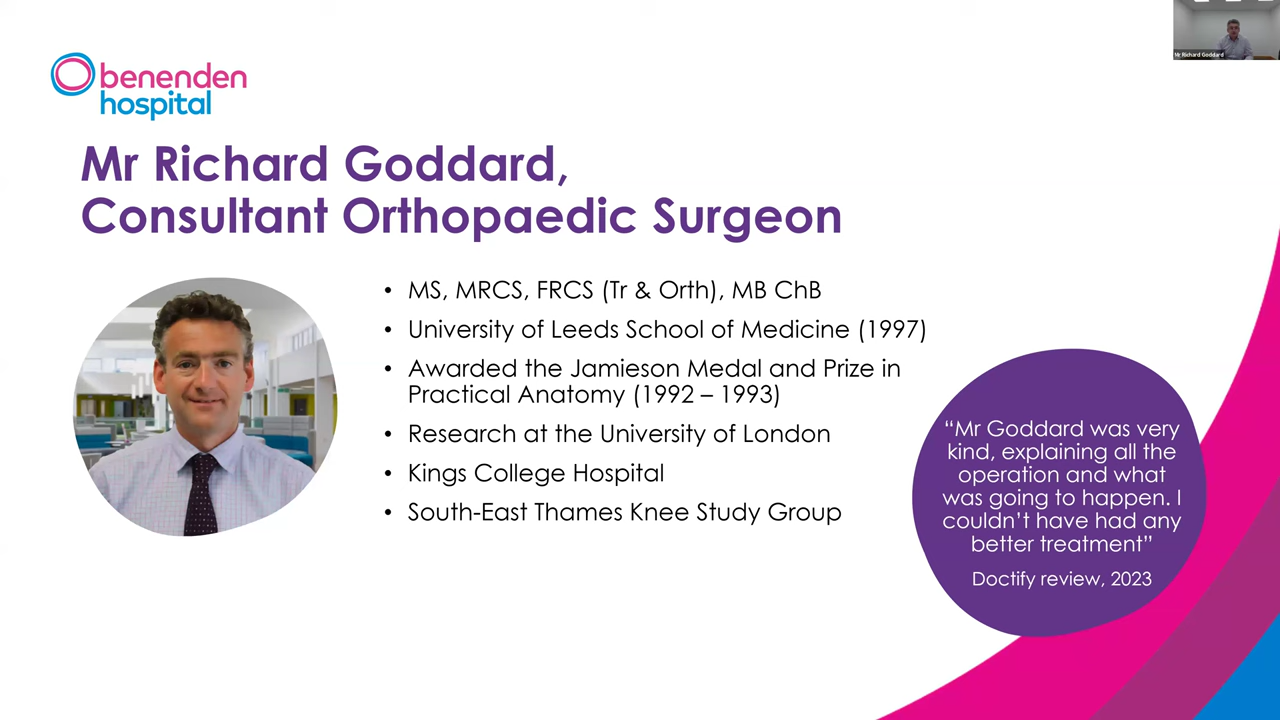 Mr Richard Goddard
benenden
hospital
Mr Richard Goddard,
Consultant Orthopaedic Surgeon
• MS, MRCS, FRCS (Tr & Orth), MB ChB
• University of Leeds School of Medicine (1997)
• Awarded the Jamieson Medal and Prize in
Practical Anatomy (1992 – 1993)
• Research at the University of London
• Kings College Hospital
• South-East Thames Knee Study Group
“Mr Goddard was very
kind, explaining all the
operation and what
was going to happen. I
couldn’t have had any
better treatment”
Doctify review, 2023